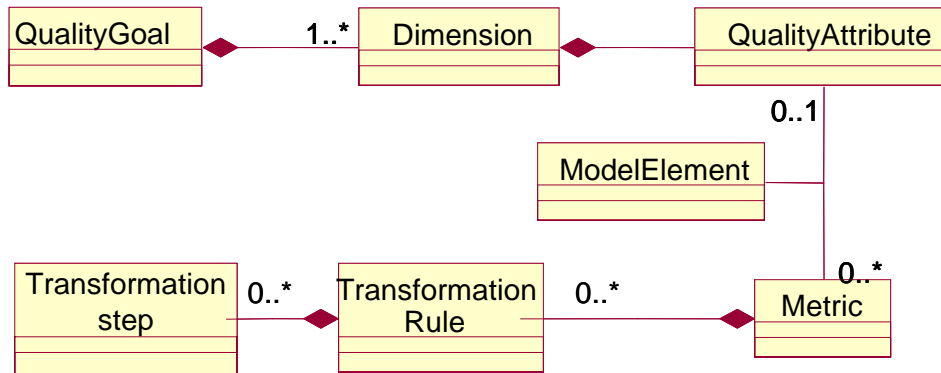 QualityGoal
1..*
Dimension
QualityAttribute
0..1
ModelElement
0..*
Transformation
step
0..*
Transformation
Rule
0..*
Metric